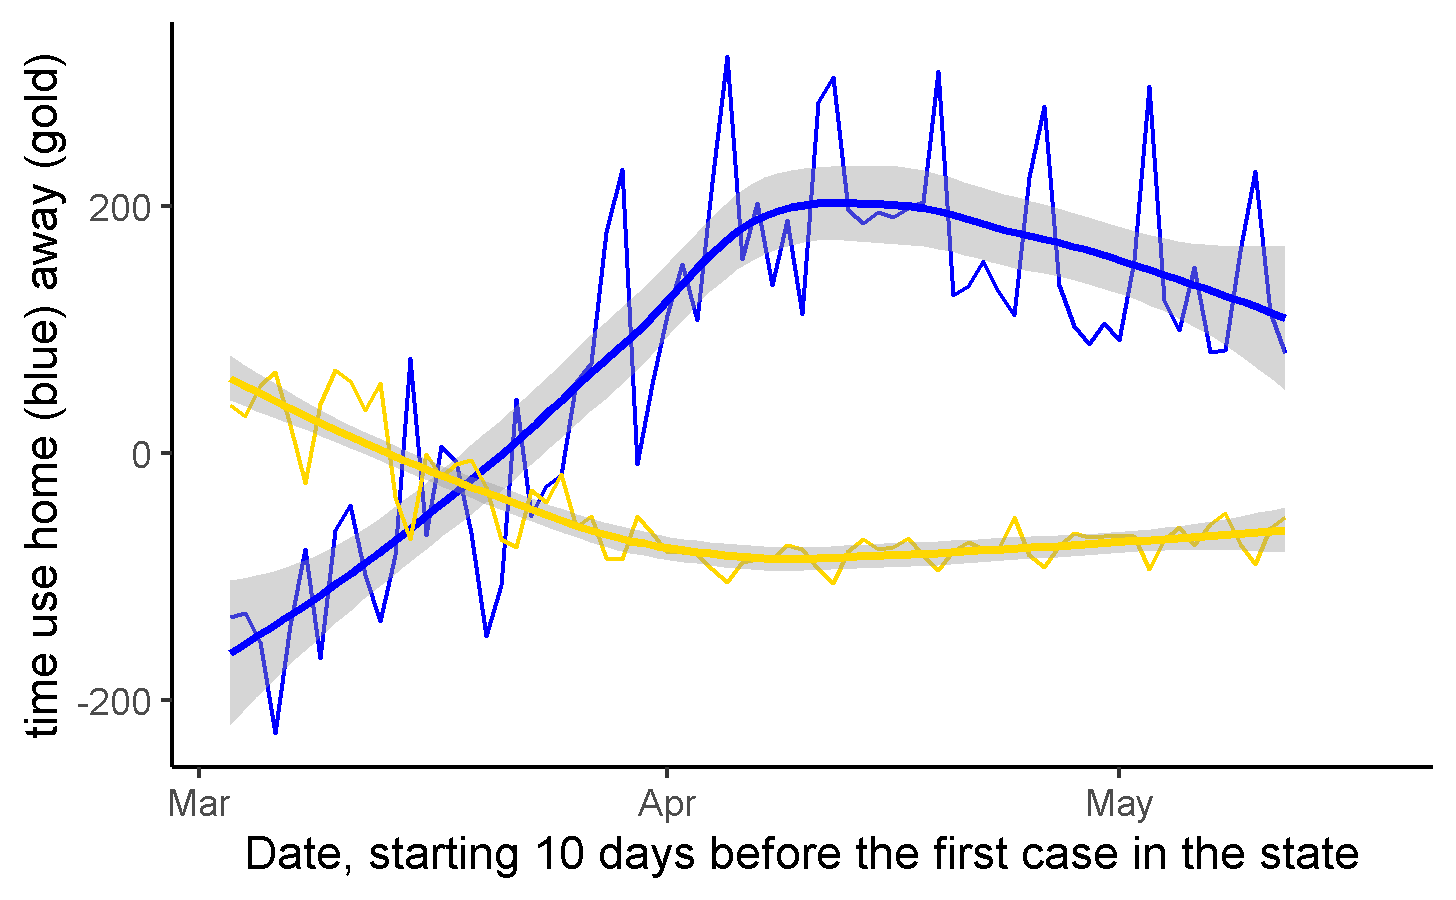 time use home (blue) away (gold)
200
0
-200
Mar
Apr
May
Date, starting 10 days before the first case in the state